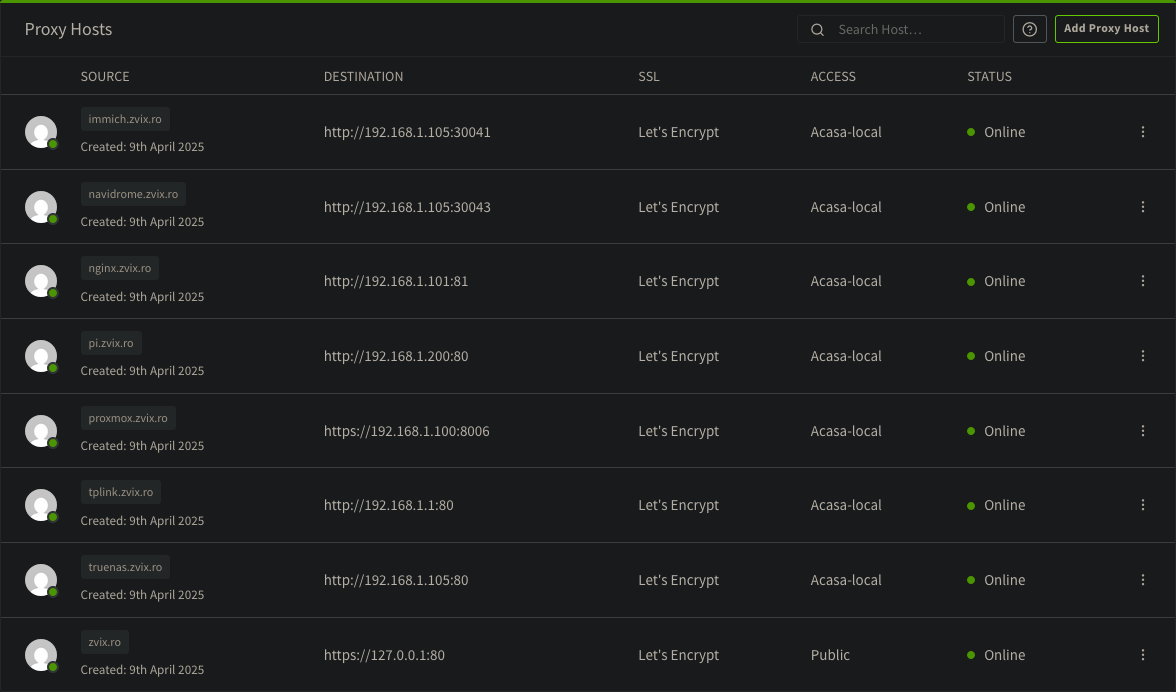 Proxy Hosts
Search Host…
Add Proxy Host
SOURCE DESTINATION SSL ACCESS STATUS
immich.zvix.ro
Created: 9th April 2025
http://192.168.1.105:30041 Let's Encrypt Acasa-local Online
navidrome.zvix.ro
Created: 9th April 2025
http://192.168.1.105:30043 Let's Encrypt Acasa-local Online
nginx.zvix.ro
Created: 9th April 2025
http://192.168.1.101:81 Let's Encrypt Acasa-local Online
pi.zvix.ro
Created: 9th April 2025
http://192.168.1.200:80 Let's Encrypt Acasa-local Online
proxmox.zvix.ro
Created: 9th April 2025
https://192.168.1.100:8006 Let's Encrypt Acasa-local Online
tplink.zvix.ro
Created: 9th April 2025
http://192.168.1.1:80 Let's Encrypt Acasa-local Online
truenas.zvix.ro
Created: 9th April 2025
http://192.168.1.105:80 Let's Encrypt Acasa-local Online
zvix.ro
Created: 9th April 2025
https://127.0.0.1:80 Let's Encrypt Public Online